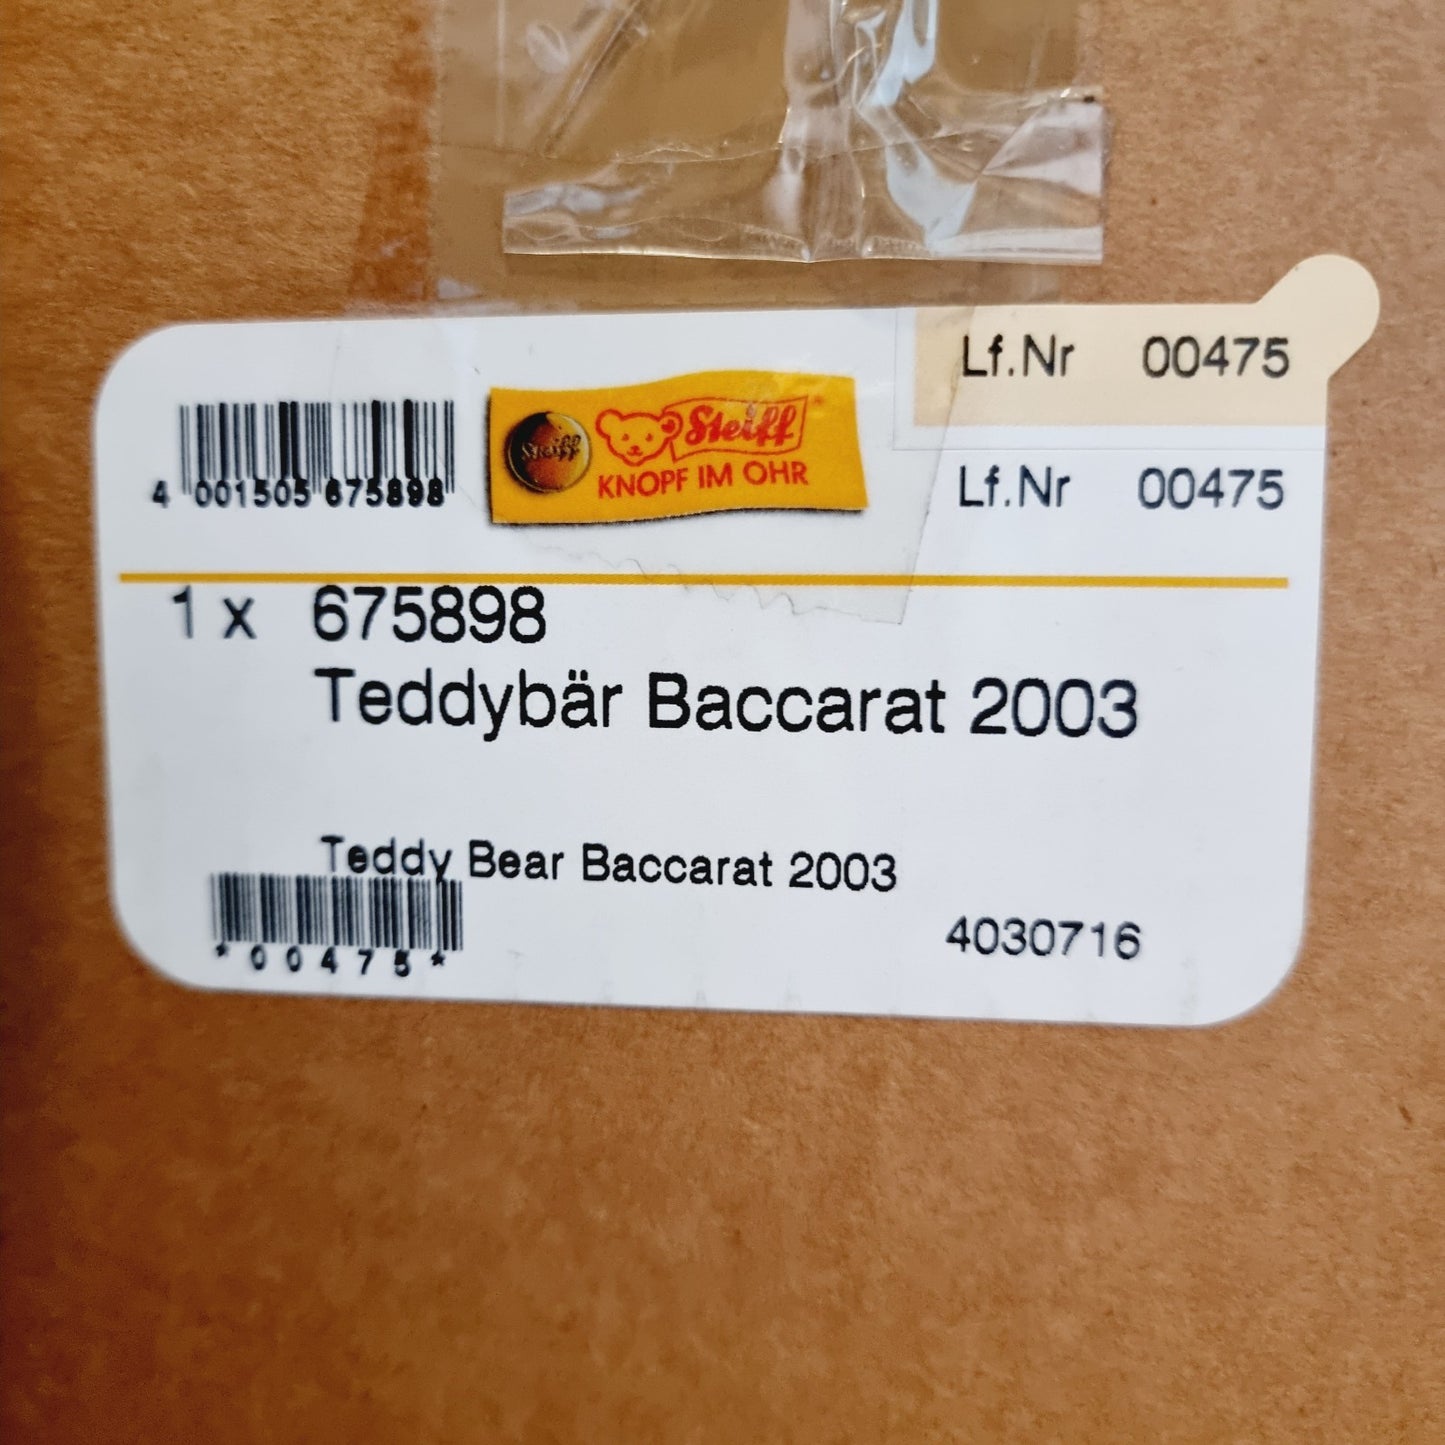 Lf.Nr 00475
Steiff
Steiff ®
KNOPF IM OHR
4 001505 675898
Lf.Nr 00475
1 x 675898
Teddybär Baccarat 2003
Teddy Bear Baccarat 2003
*00475*
4030716